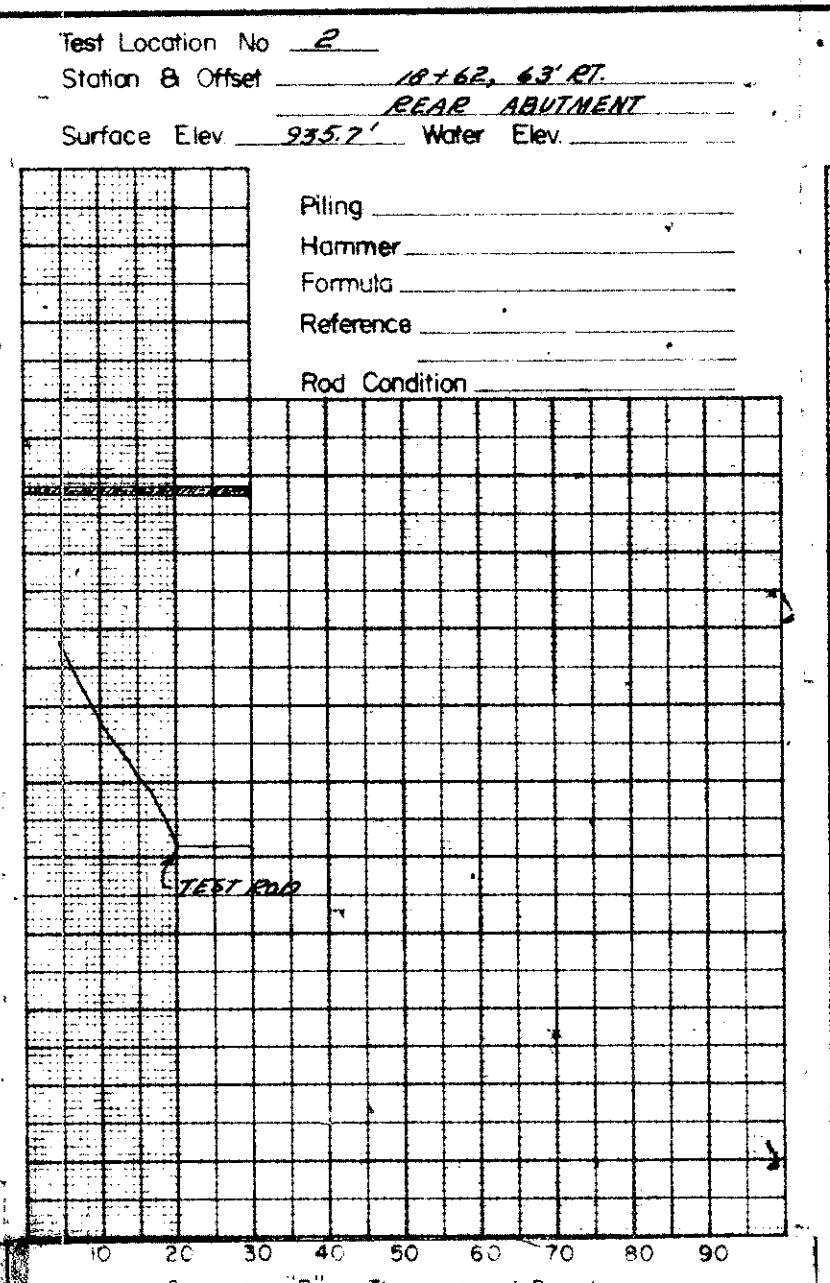 Test Location No 2
Station & Offset 18+62, 63' RT.
REAR ABUTMENT
Surface Elev. 935.7' Water Elev.
Piling
Hammer
Formula
Reference
Rod Condition
TEST ROD
10 20 30 40 50 60 70 80 90
"R"